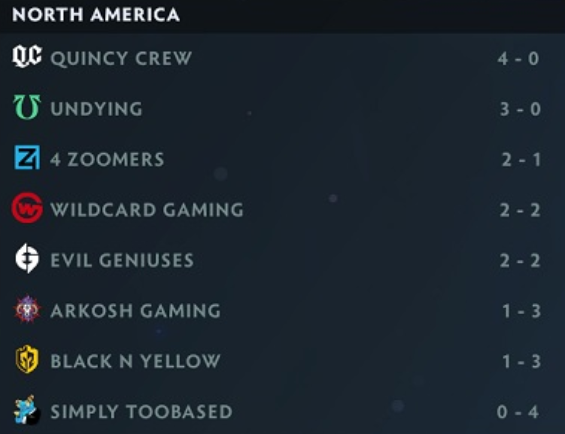 NORTH AMERICA
QC QUINCY CREW 4 - 0
UNDYING 3 - 0
4 ZOOMERS 2 - 1
WILDCARD GAMING 2 - 2
EVIL GENIUSES 2 - 2
ARKOSH GAMING 1 - 3
BLACK N YELLOW 1 - 3
SIMPLY TOOBASED 0 - 4